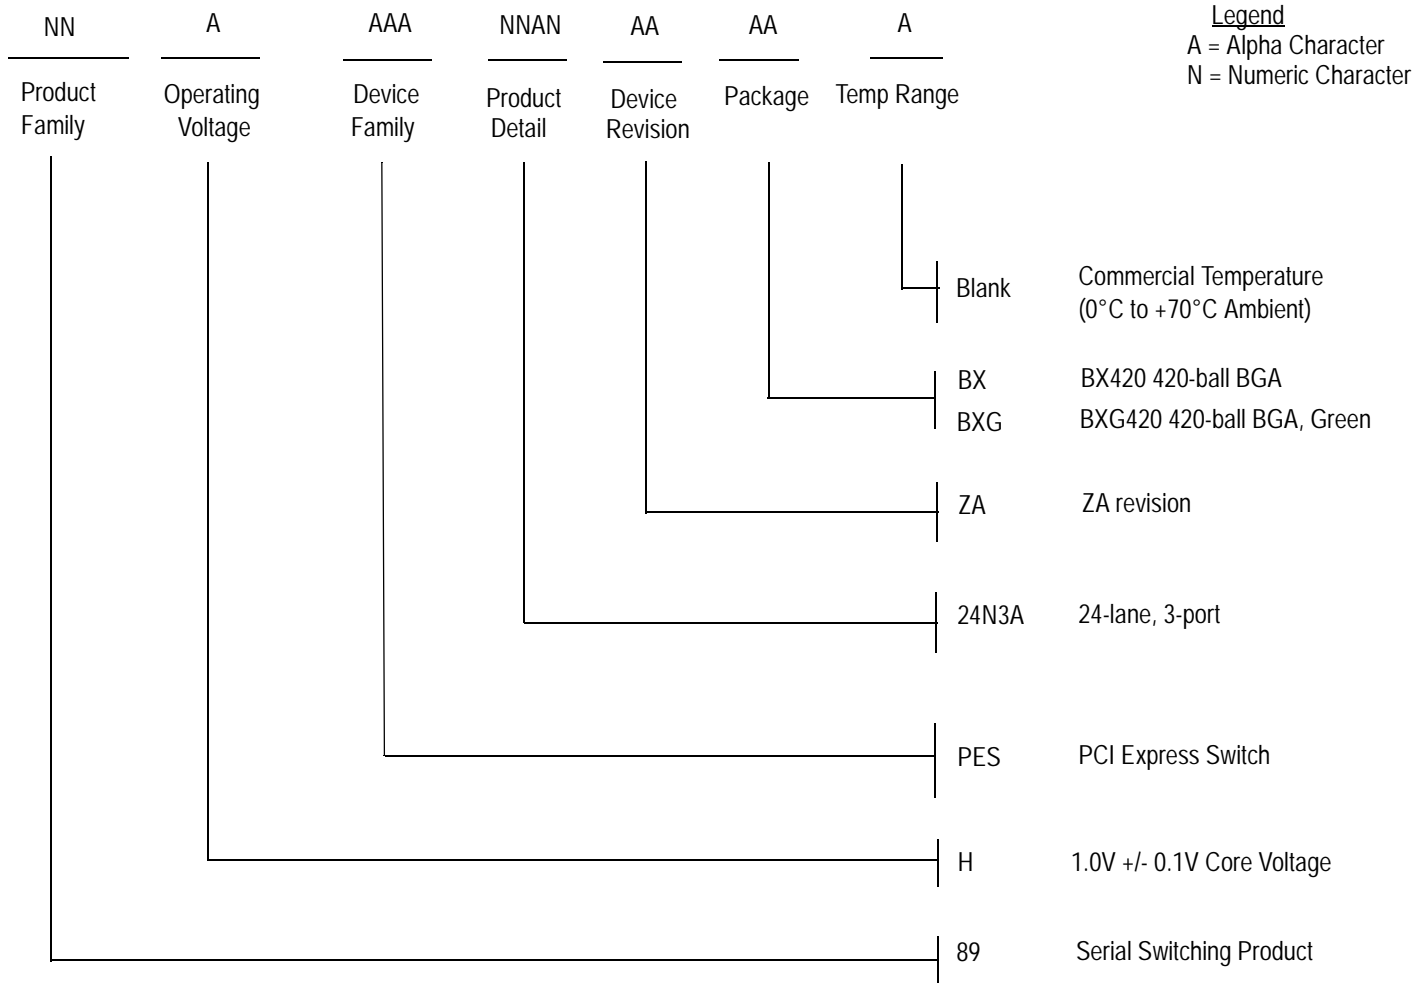 NN A AAA NNAN AA AA A
Legend
A = Alpha Character
N = Numeric Character
Product Family
Operating Voltage
Device Family
Product Detail
Device Revision
Package
Temp Range
Blank Commercial Temperature
(0°C to +70°C Ambient)
BX BX420 420-ball BGA
BXG BXG420 420-ball BGA, Green
ZA ZA revision
24N3A 24-lane, 3-port
PES PCI Express Switch
H 1.0V +/- 0.1V Core Voltage
89 Serial Switching Product